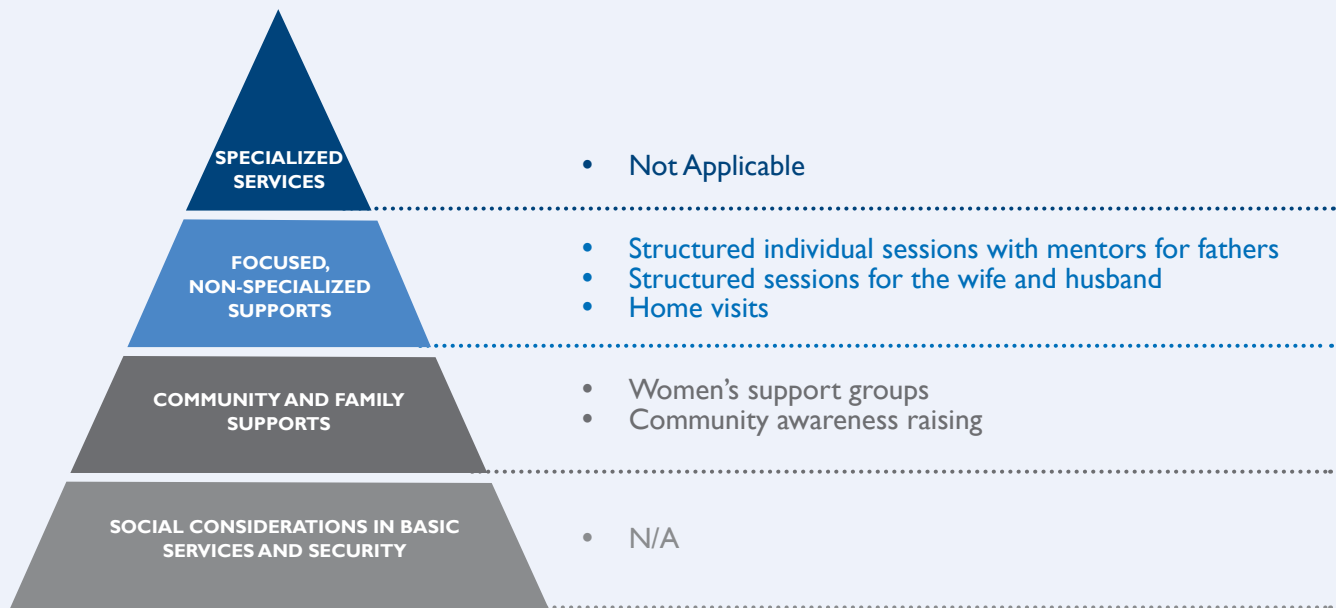 SPECIALIZED
SERVICES
• Not Applicable
FOCUSED,
NON-SPECIALIZED
SUPPORTS
• Structured individual sessions with mentors for fathers
• Structured sessions for the wife and husband
• Home visits
COMMUNITY AND FAMILY
SUPPORTS
• Women’s support groups
• Community awareness raising
SOCIAL CONSIDERATIONS IN BASIC
SERVICES AND SECURITY
• N/A